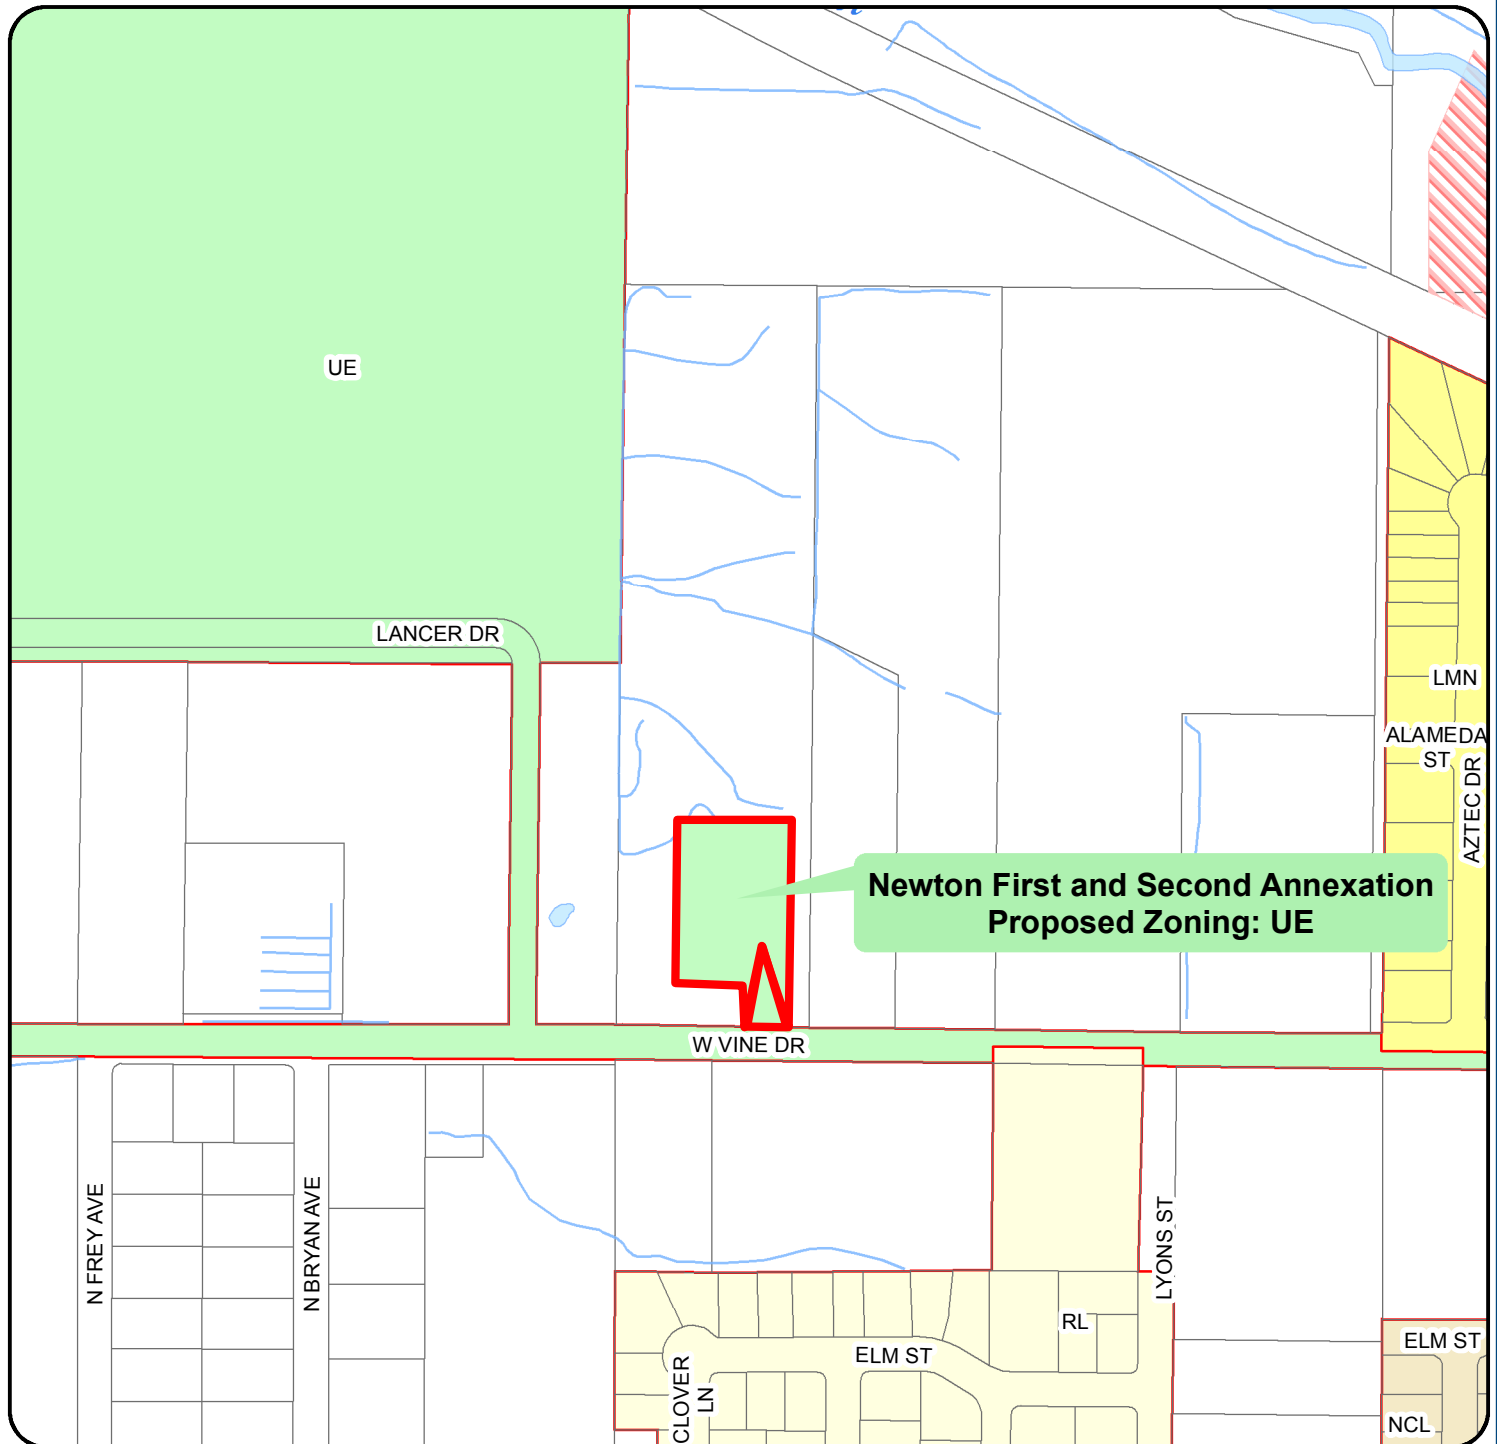 UE
LANCER DR
LMN
ALAMEDA
ST
AZTEC DR
Newton First and Second Annexation
Proposed Zoning: UE
W VINE DR
N FREY AVE
N BRYAN AVE
LYONS ST
RL
ELM ST
ELM ST
CLOVER
LN
NCL